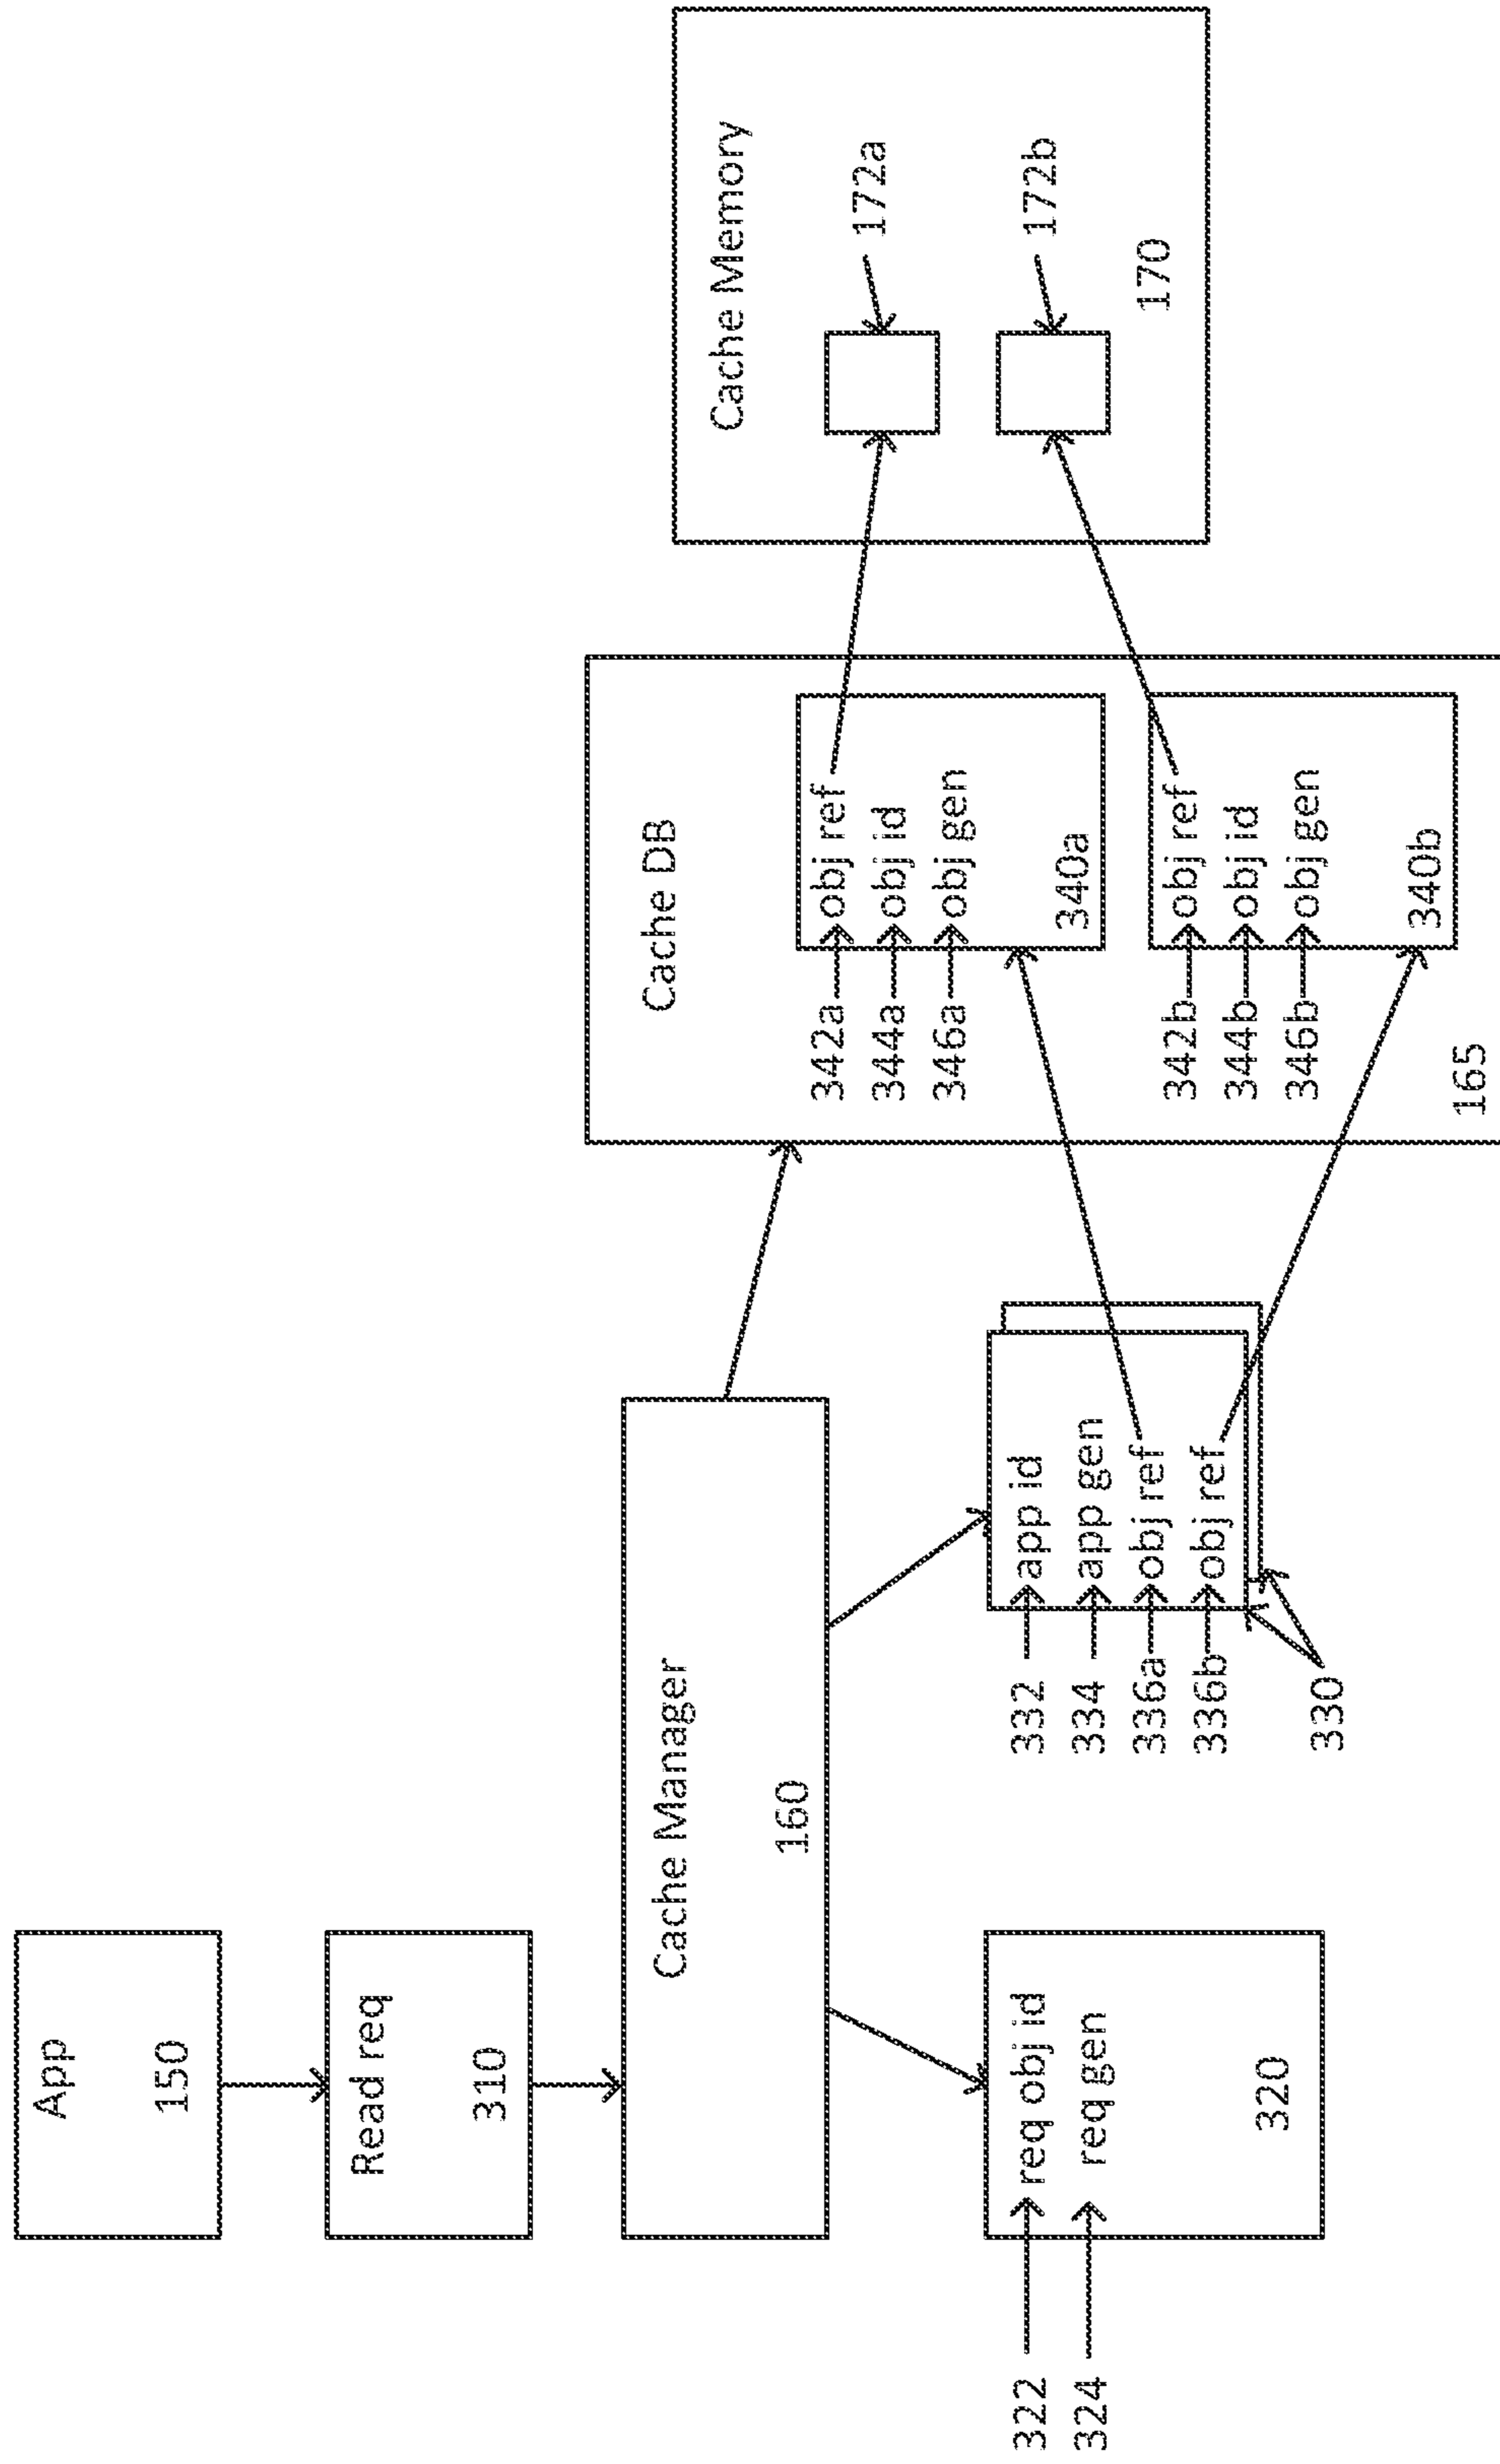 App
150
Read req
310
Cache Manager
160
322
req obj id
324
req gen
320
332
app id
334
app gen
336a
obj ref
336b
obj ref
330
Cache DB
342a
obj ref
344a
obj id
346a
obj gen
340a
342b
obj ref
344b
obj id
346b
obj gen
340b
165
Cache Memory
172a
172b
170